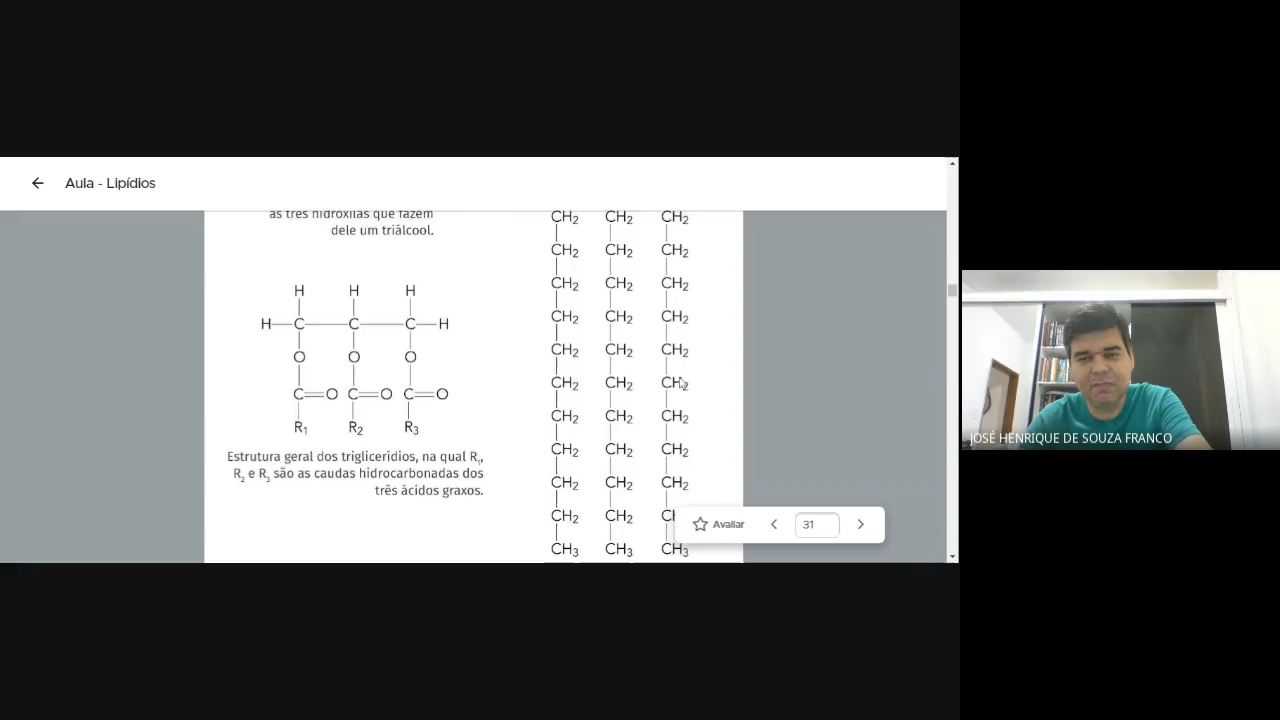 Aula - Lipídios
as três hidroxilas que fazem
dele um triálcool.
H H H
H C C C H
O O O
C O C O C O
R1 R2 R3
Estrutura geral dos triglicerídios, na qual R1,
R2 e R3 são as caudas hidrocarbonadas dos
três ácidos graxos.
CH2 CH2 CH2
CH2 CH2 CH2
CH2 CH2 CH2
CH2 CH2 CH2
CH2 CH2 CH2
CH2 CH2 CH2
CH2 CH2 CH2
CH2 CH2 CH2
CH2 CH2 CH2
CH2 CH2
CH3 CH3 CH3
Avaliar 31
JOSÉ HENRIQUE DE SOUZA FRANCO